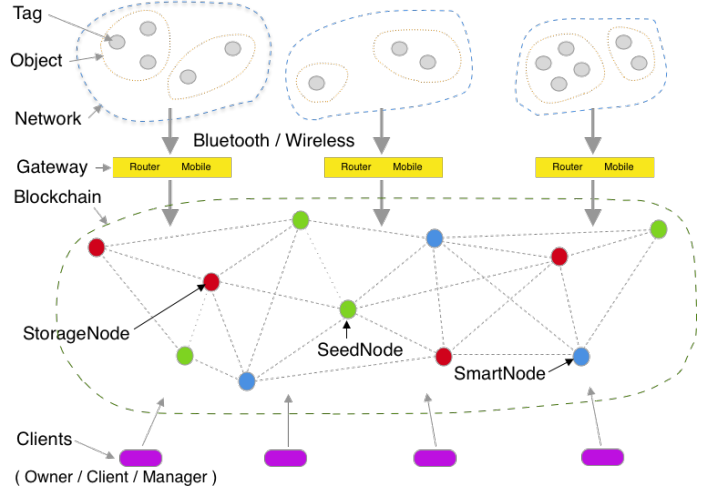 Tag
Object
Network
Bluetooth / Wireless
Gateway
Router Mobile
Router Mobile
Router Mobile
Blockchain
StorageNode
SeedNode
SmartNode
Clients
( Owner / Client / Manager )